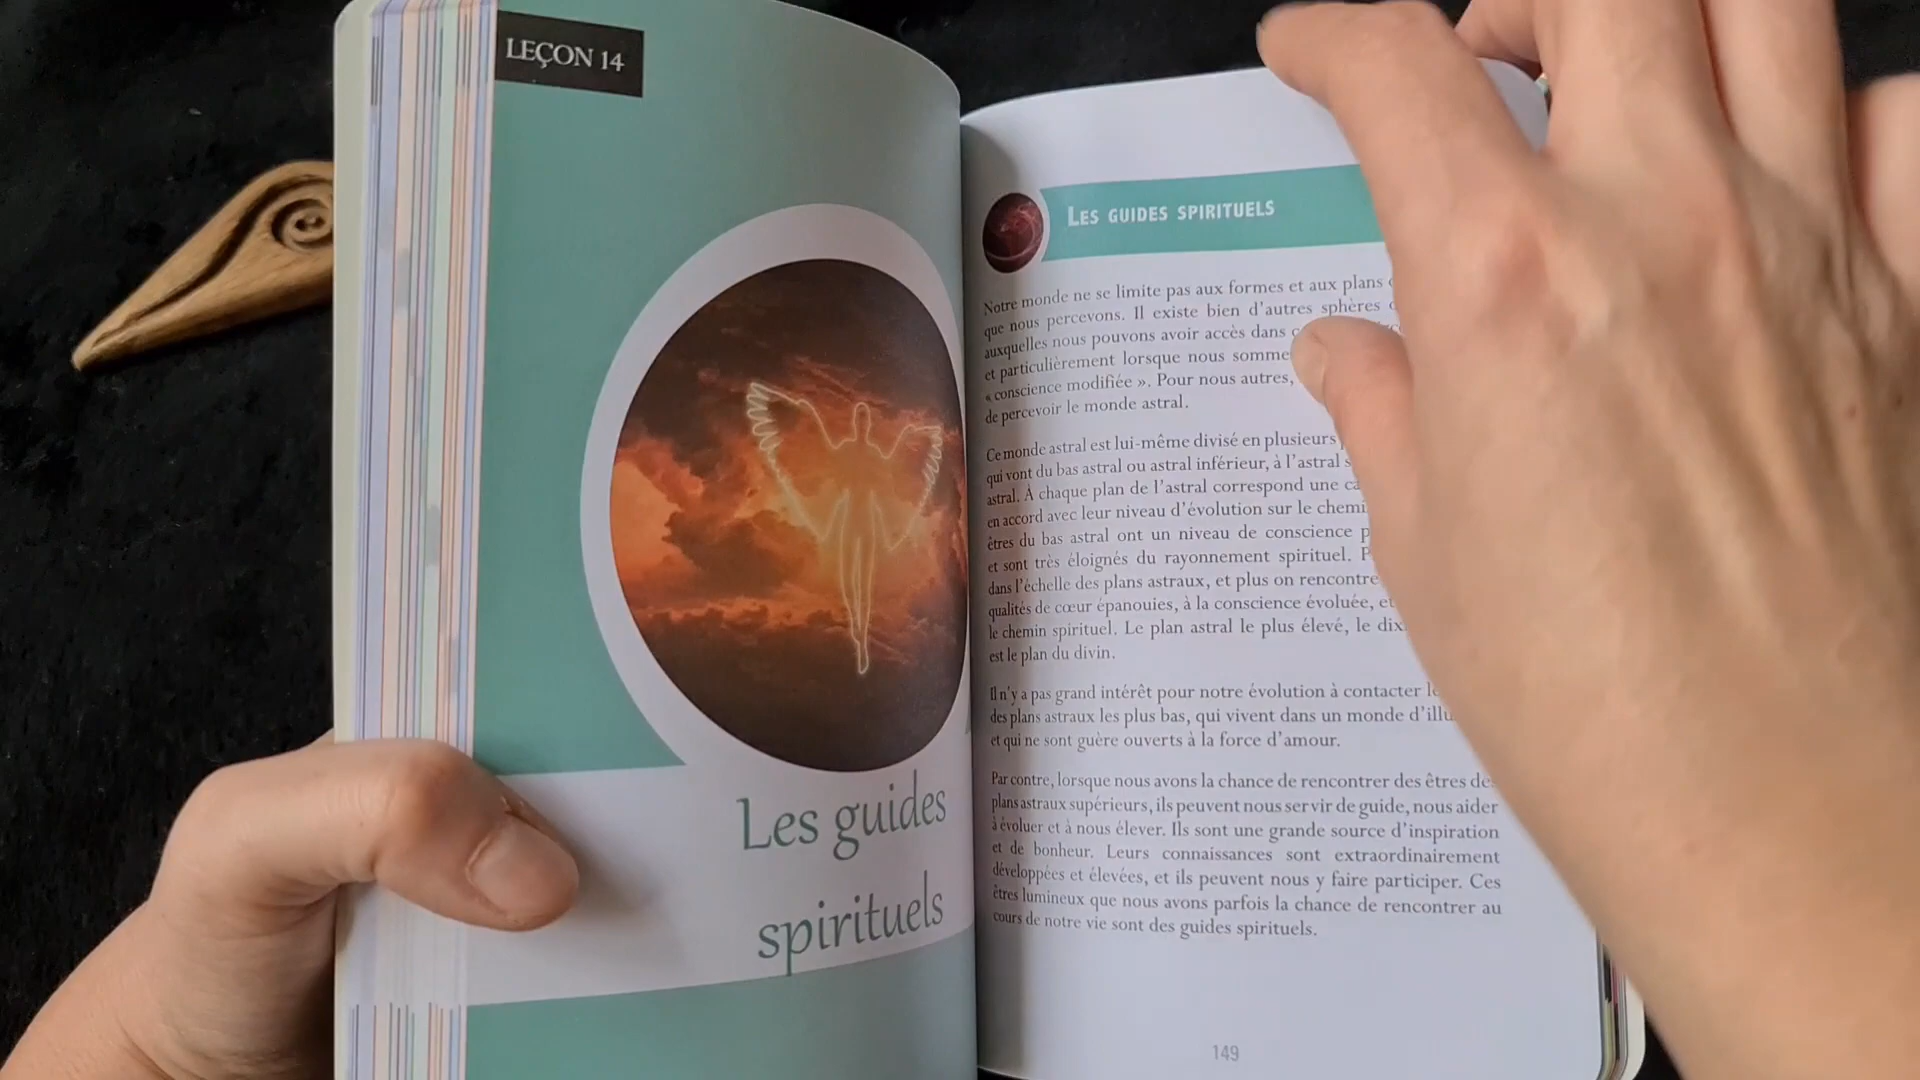 LEÇON 14
Les guides
spirituels
LES GUIDES SPIRITUELS
Notre monde ne se limite pas aux formes et aux plans
que nous percevons. Il existe bien d'autres sphères
auxquelles nous pouvons avoir accès dans
et particulièrement lorsque nous
« conscience modifiée ». Pour nous autres,
de percevoir le monde astral.
Ce monde astral est lui-même divisé en plusieurs
qui vont du bas astral ou astral inférieur, à l'astral
astral. À chaque plan de l'astral correspond une
en accord avec leur niveau d'évolution sur le
êtres du bas astral ont un niveau de conscience
et sont très éloignés du rayonnement spirituel.
dans l'échelle des plans astraux, et plus on rencontre
qualités de cœur épanouies, à la conscience évoluée, et
le chemin spirituel. Le plan astral le plus élevé, le
est le plan du divin.
Il n'y a pas grand intérêt pour notre évolution à contacter
des plans astraux les plus bas, qui vivent dans un monde
et qui ne sont guère ouverts à la force d'amour.
Par contre, lorsque nous avons la chance de rencontrer des êtres des
plans astraux supérieurs, ils peuvent nous servir de guide, nous aider
à évoluer et à nous élever. Ils sont une grande source d'inspiration
et de bonheur. Leurs connaissances sont extraordinairement
développées et élevées, et ils peuvent nous y faire participer. Ces
êtres lumineux que nous avons parfois la chance de rencontrer au
cours de notre vie sont des guides spirituels.
149